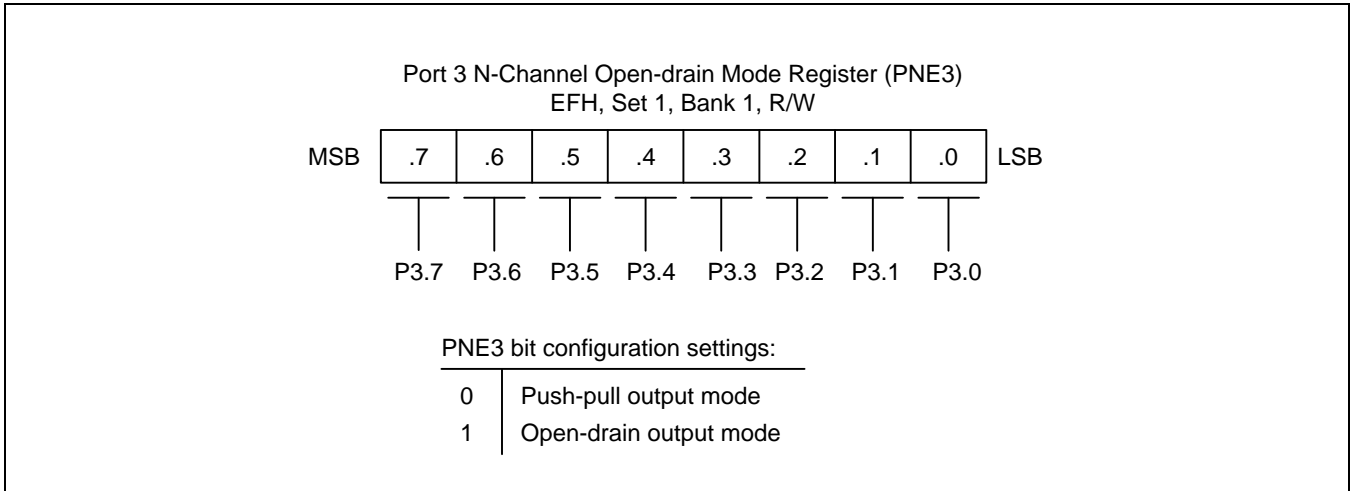 Port 3 N-Channel Open-drain Mode Register (PNE3)
EFH, Set 1, Bank 1, R/W
MSB .7 .6 .5 .4 .3 .2 .1 .0 LSB
P3.7 P3.6 P3.5 P3.4 P3.3 P3.2 P3.1 P3.0
PNE3 bit configuration settings:
0 Push-pull output mode
1 Open-drain output mode